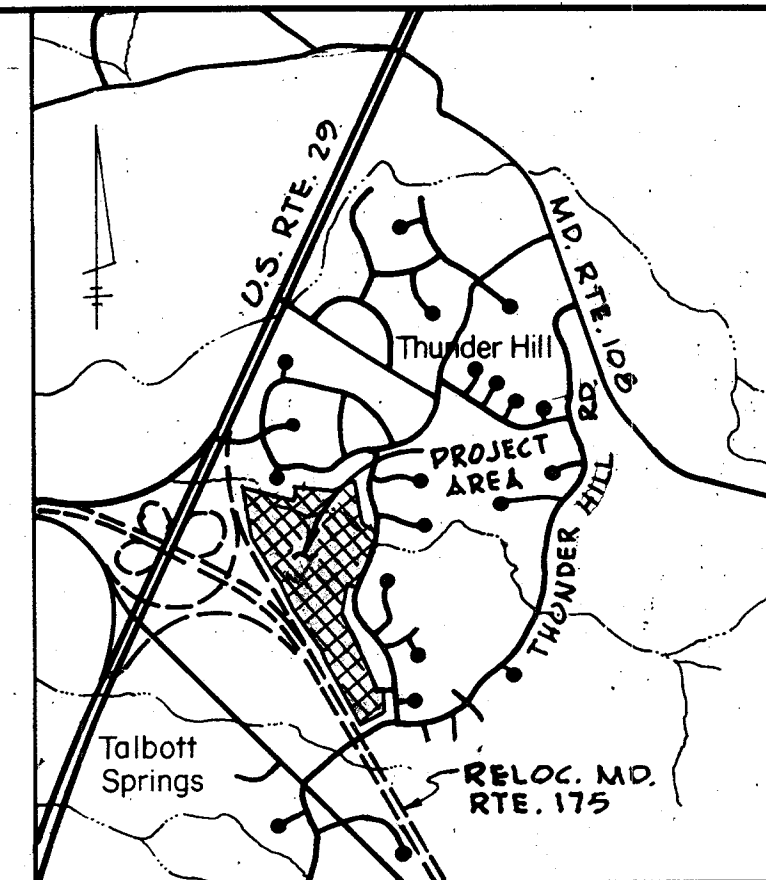 U.S. RTE. 29
MD. RTE. 108
Thunder Hill
THUNDER HILL RD.
PROJECT
AREA
Talbott
Springs
RELOC. MD.
RTE. 175